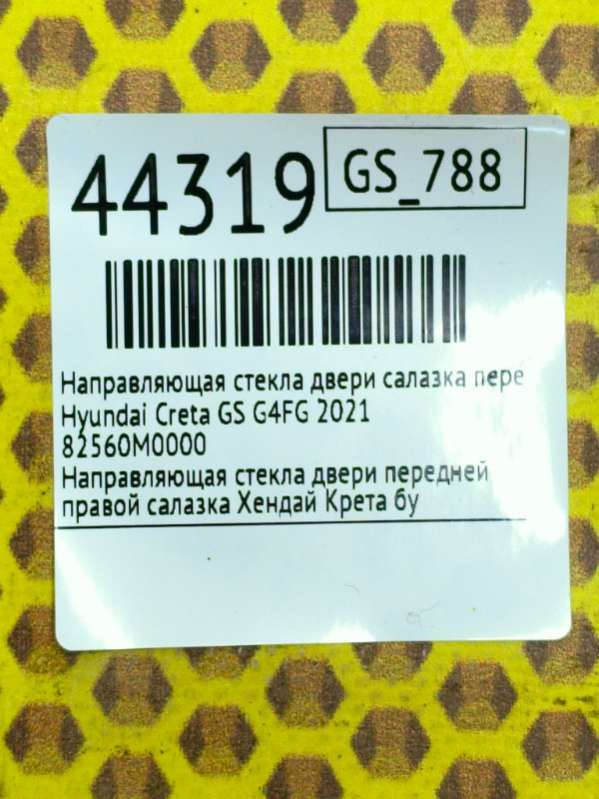 44319
GS_788
Направляющая стекла двери салазка пере
Hyundai Creta GS G4FG 2021
82560M0000
Направляющая стекла двери передней
правой салазка Хендай Крета бу